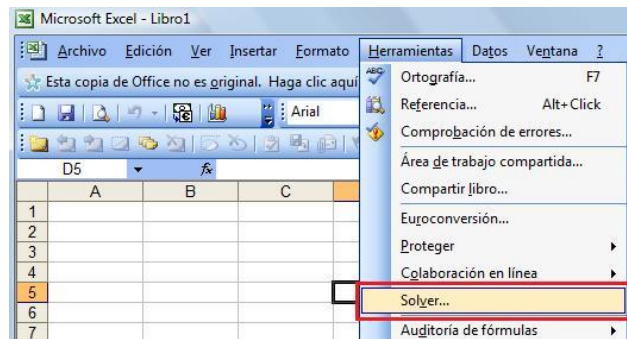 Microsoft Excel - Libro1
Archivo Edición Ver Insertar Formato Herramientas Datos Ventana ?
Esta copia de Office no es original. Haga clic aquí
Arial
D5 fx
A B C
1
2
3
4
5
6
7
ABC Ortografía... F7
Referencia... Alt+Click
Comprobación de errores...
Área de trabajo compartida...
Compartir libro...
Euroconversión...
Proteger
Colaboración en línea
Solver...
Auditoría de fórmulas